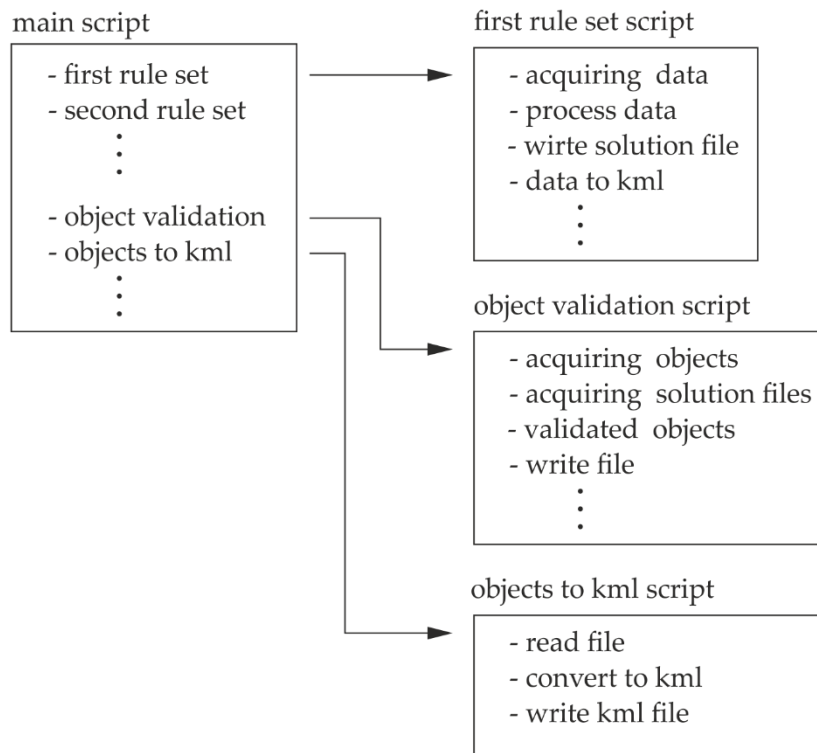 main script
- first rule set
- second rule set
- object validation
- objects to kml
first rule set script
- acquiring data
- process data
- wirte solution file
- data to kml
object validation script
- acquiring objects
- acquiring solution files
- validated objects
- write file
objects to kml script
- read file
- convert to kml
- write kml file